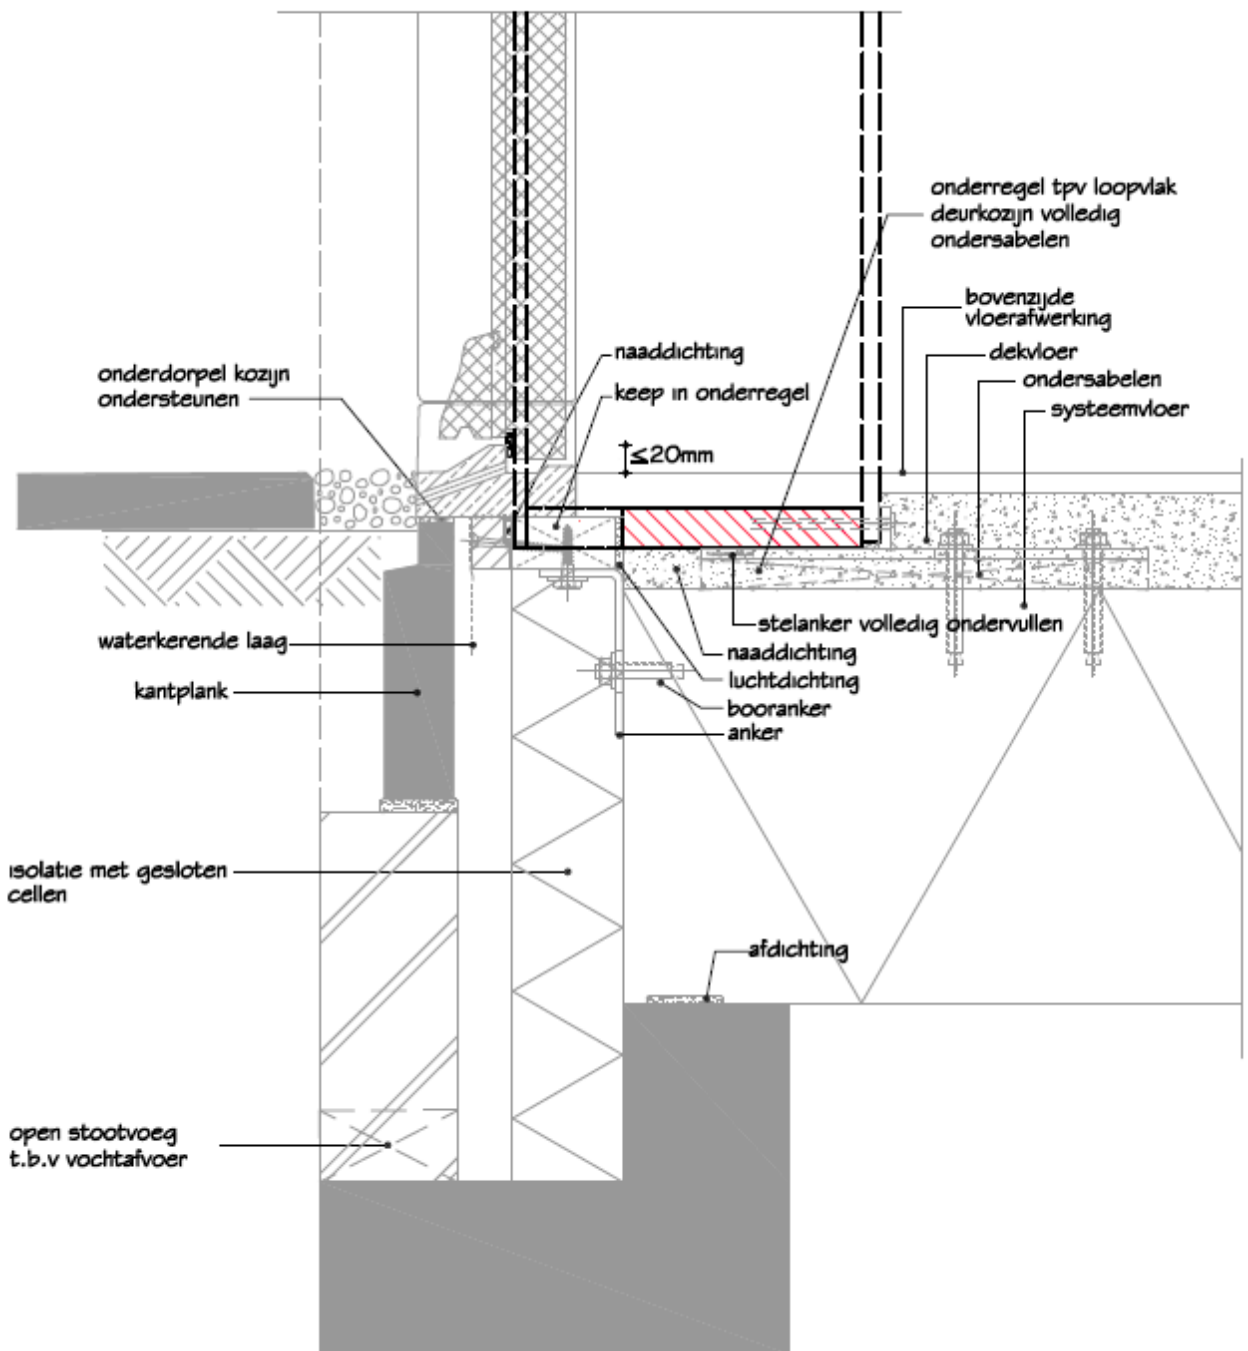 onderregel tpv loopvlak
deurkozijn volledig
ondersabelen
bovenzijde
vloerafwerking
naaddichting
dekvloer
onderdorpel kozijn
ondersteunen
keep in onderregel
ondersabelen
systeemvloer
≤20mm
stelanker volledig ondervullen
waterkerende laag
naaddichting
kantplank
luchtdichting
booranker
anker
isolatie met gesloten
cellen
afdichting
open stootvoeg
t.b.v vochtafvoer